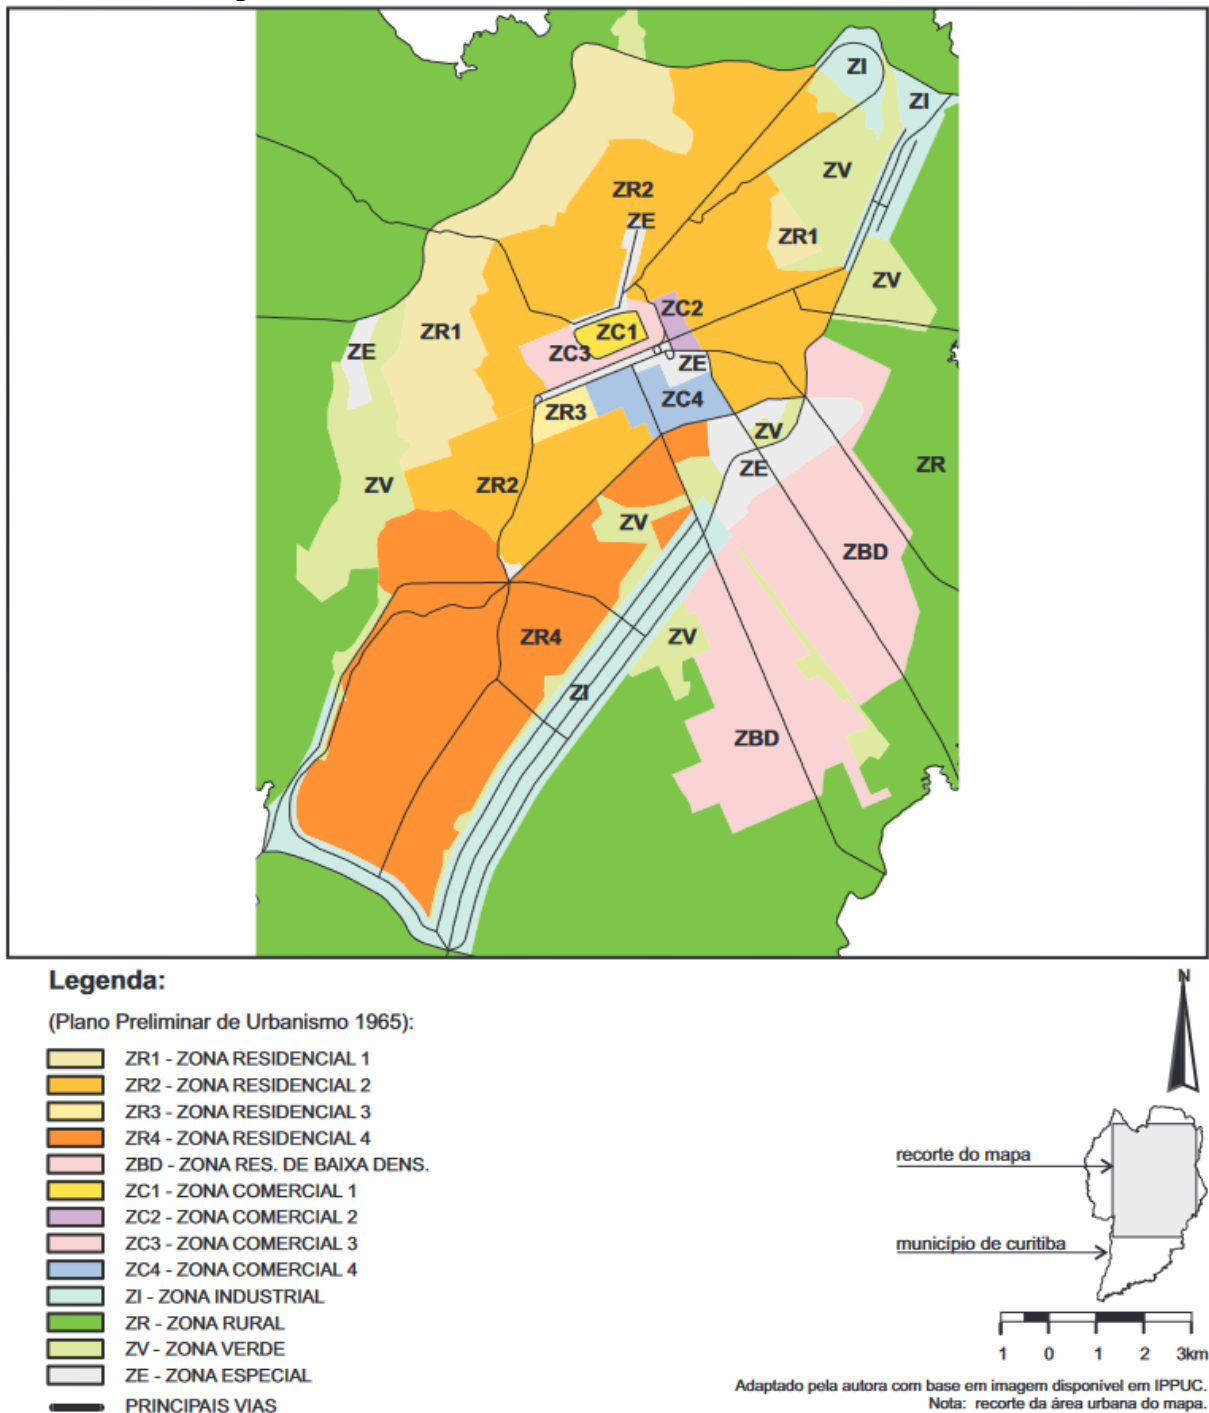 ZI
ZI
ZV
ZR2
ZE
ZR1
ZV
ZC2
ZR1
ZC1
ZE
ZC3
ZE
ZC4
ZR3
ZV
ZR
ZE
ZV
ZR2
ZV
ZBD
ZR4
ZV
ZI
ZBD
Legenda:
(Plano Preliminar de Urbanismo 1965):
ZR1 - ZONA RESIDENCIAL 1
ZR2 - ZONA RESIDENCIAL 2
ZR3 - ZONA RESIDENCIAL 3
ZR4 - ZONA RESIDENCIAL 4
ZBD - ZONA RES. DE BAIXA DENS.
ZC1 - ZONA COMERCIAL 1
ZC2 - ZONA COMERCIAL 2
ZC3 - ZONA COMERCIAL 3
ZC4 - ZONA COMERCIAL 4
ZI - ZONA INDUSTRIAL
ZR - ZONA RURAL
ZV - ZONA VERDE
ZE - ZONA ESPECIAL
PRINCIPAIS VIAS
N
recorte do mapa
município de curitiba
1 0 1 2 3km
Adaptado pela autora com base em imagem disponível em IPPUC.
Nota: recorte da área urbana do mapa.